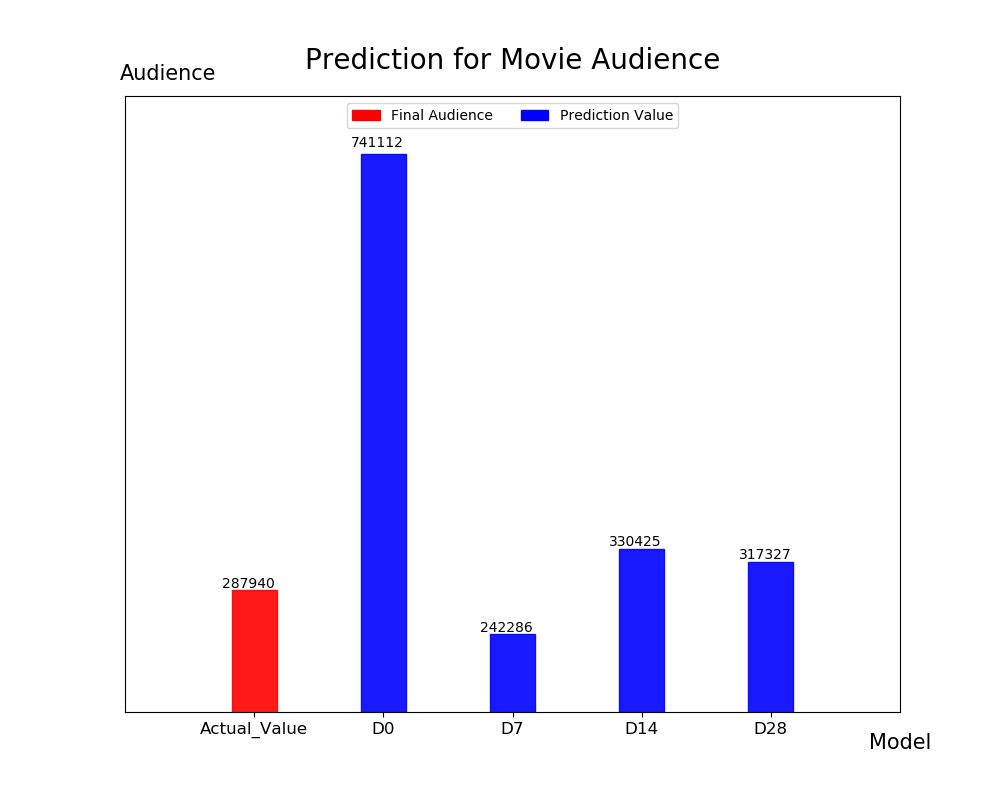 Prediction for Movie Audience
Audience
Final Audience Prediction Value
741112
330425
317327
287940
242286
Actual_Value D0 D7 D14 D28
Model